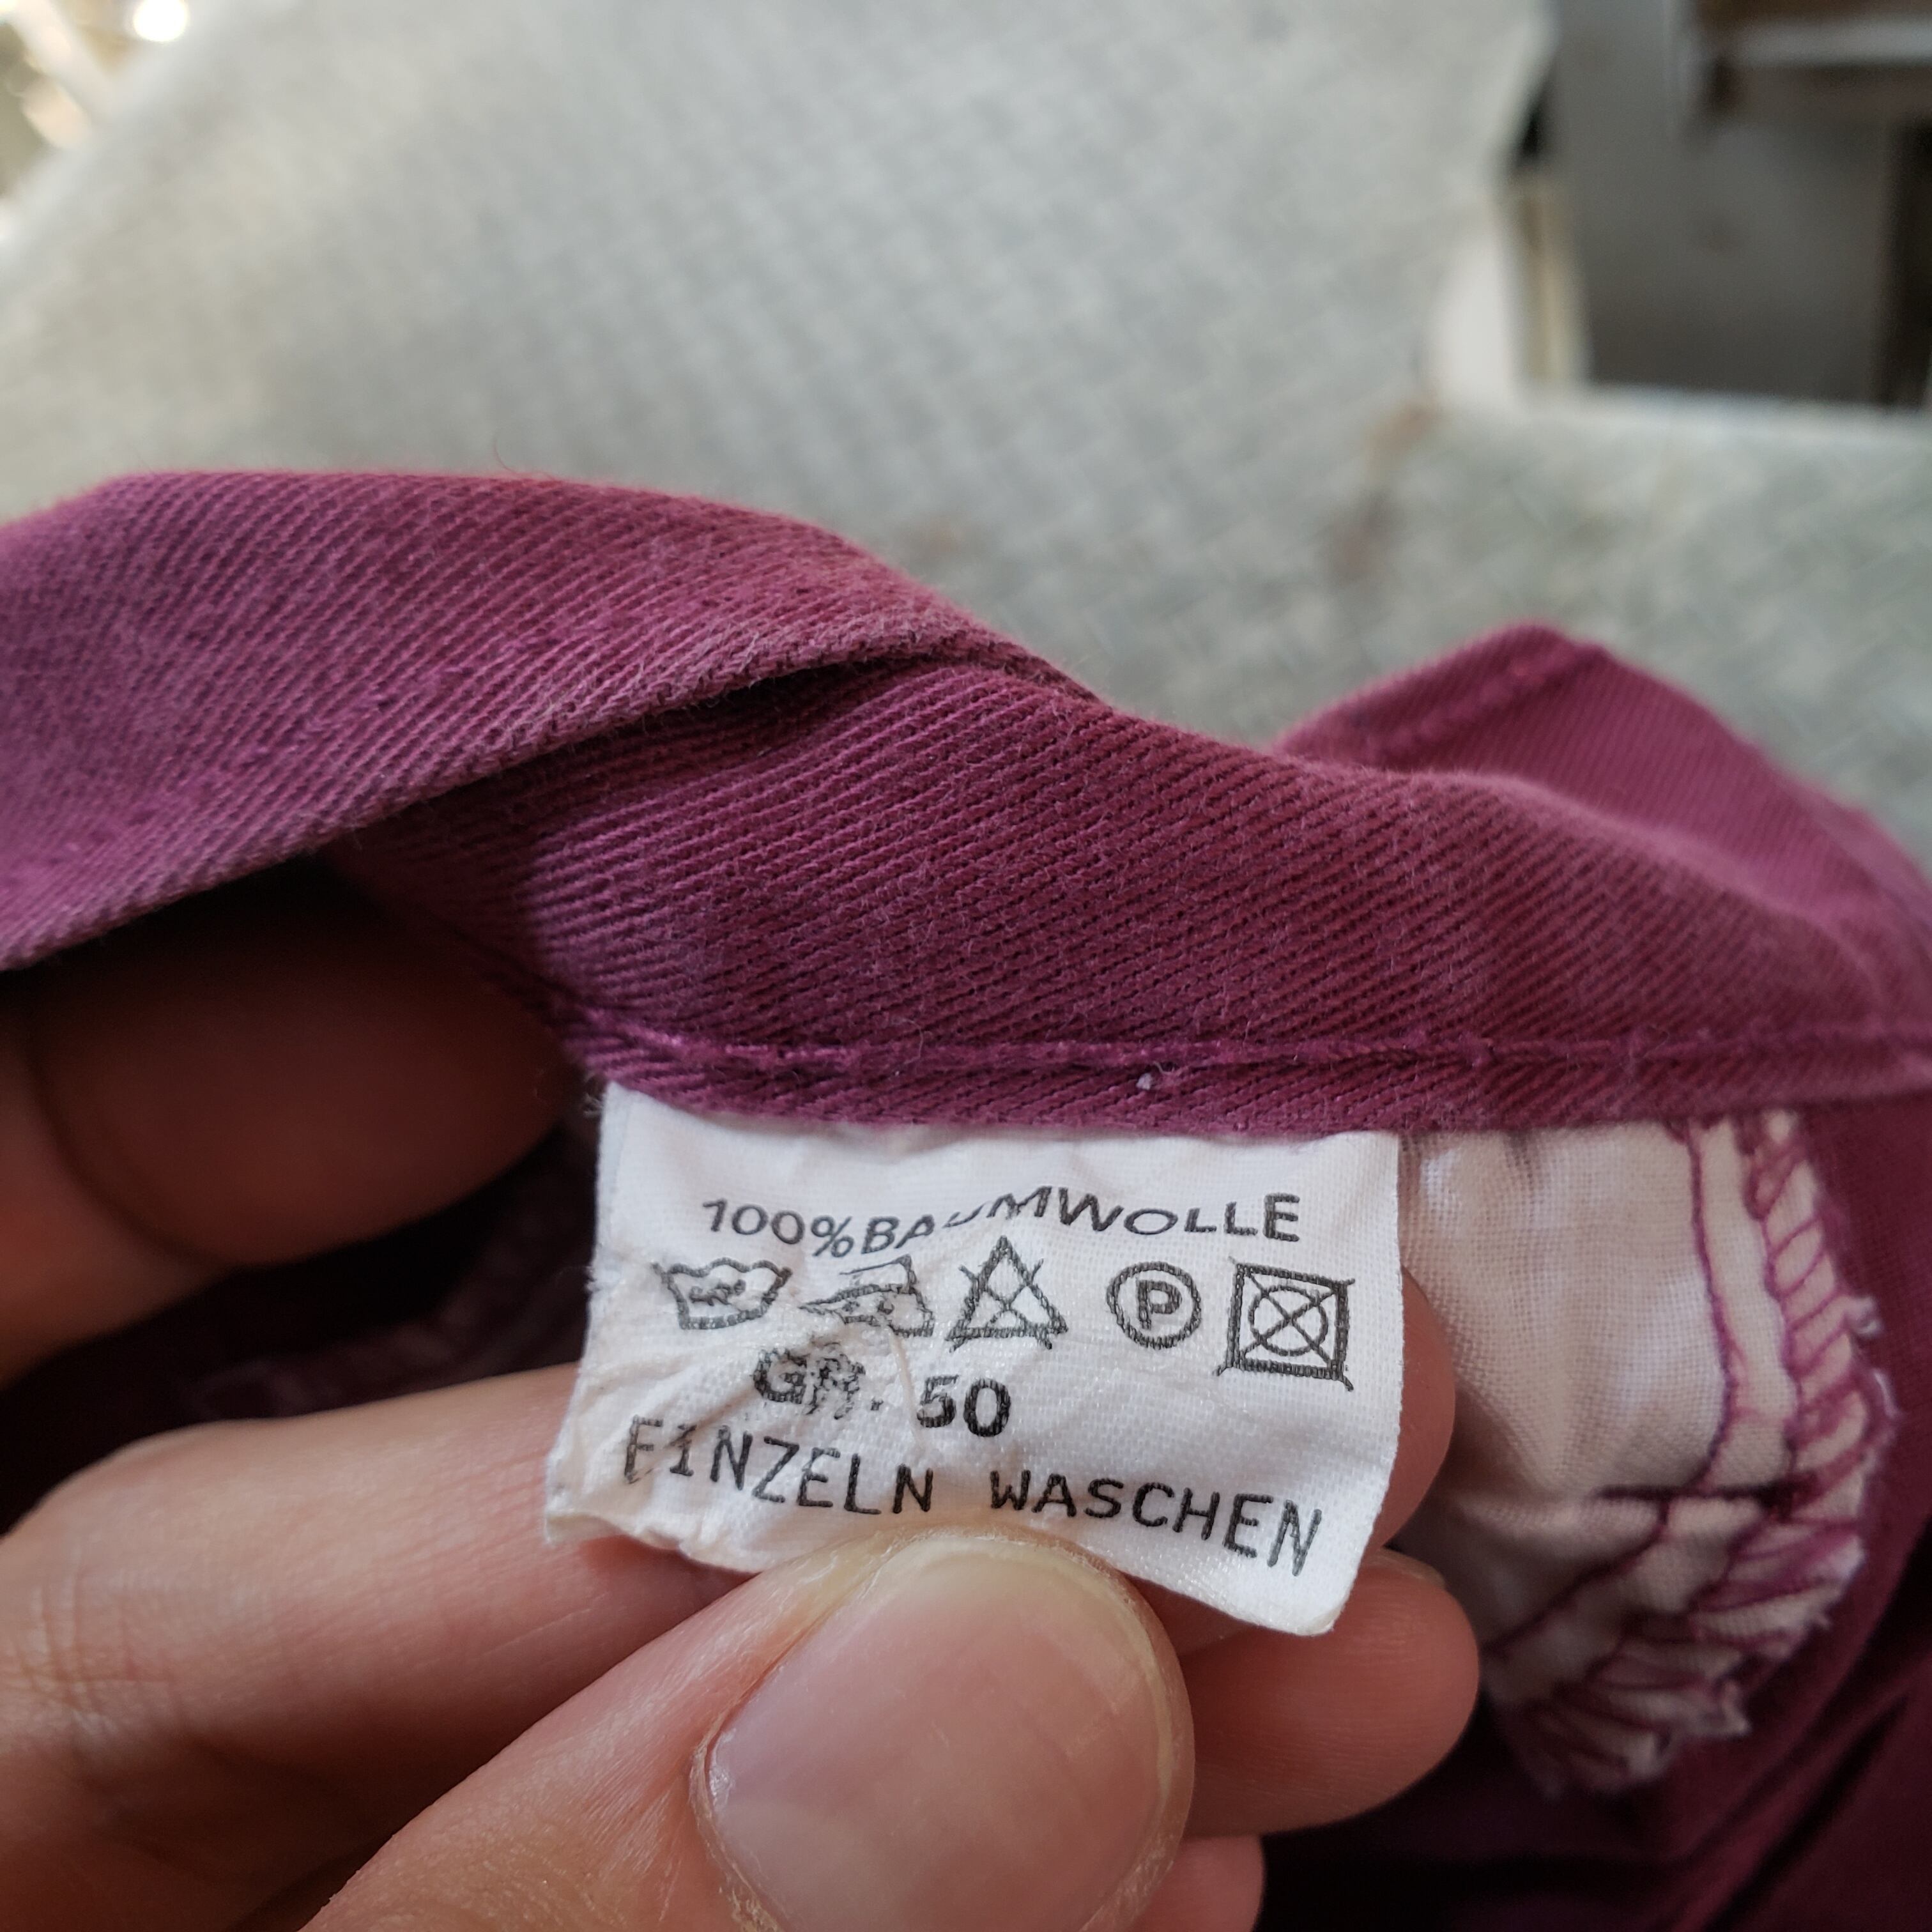 100%BAUMWOLLE
P
GR. 50
EINZELN WASCHEN